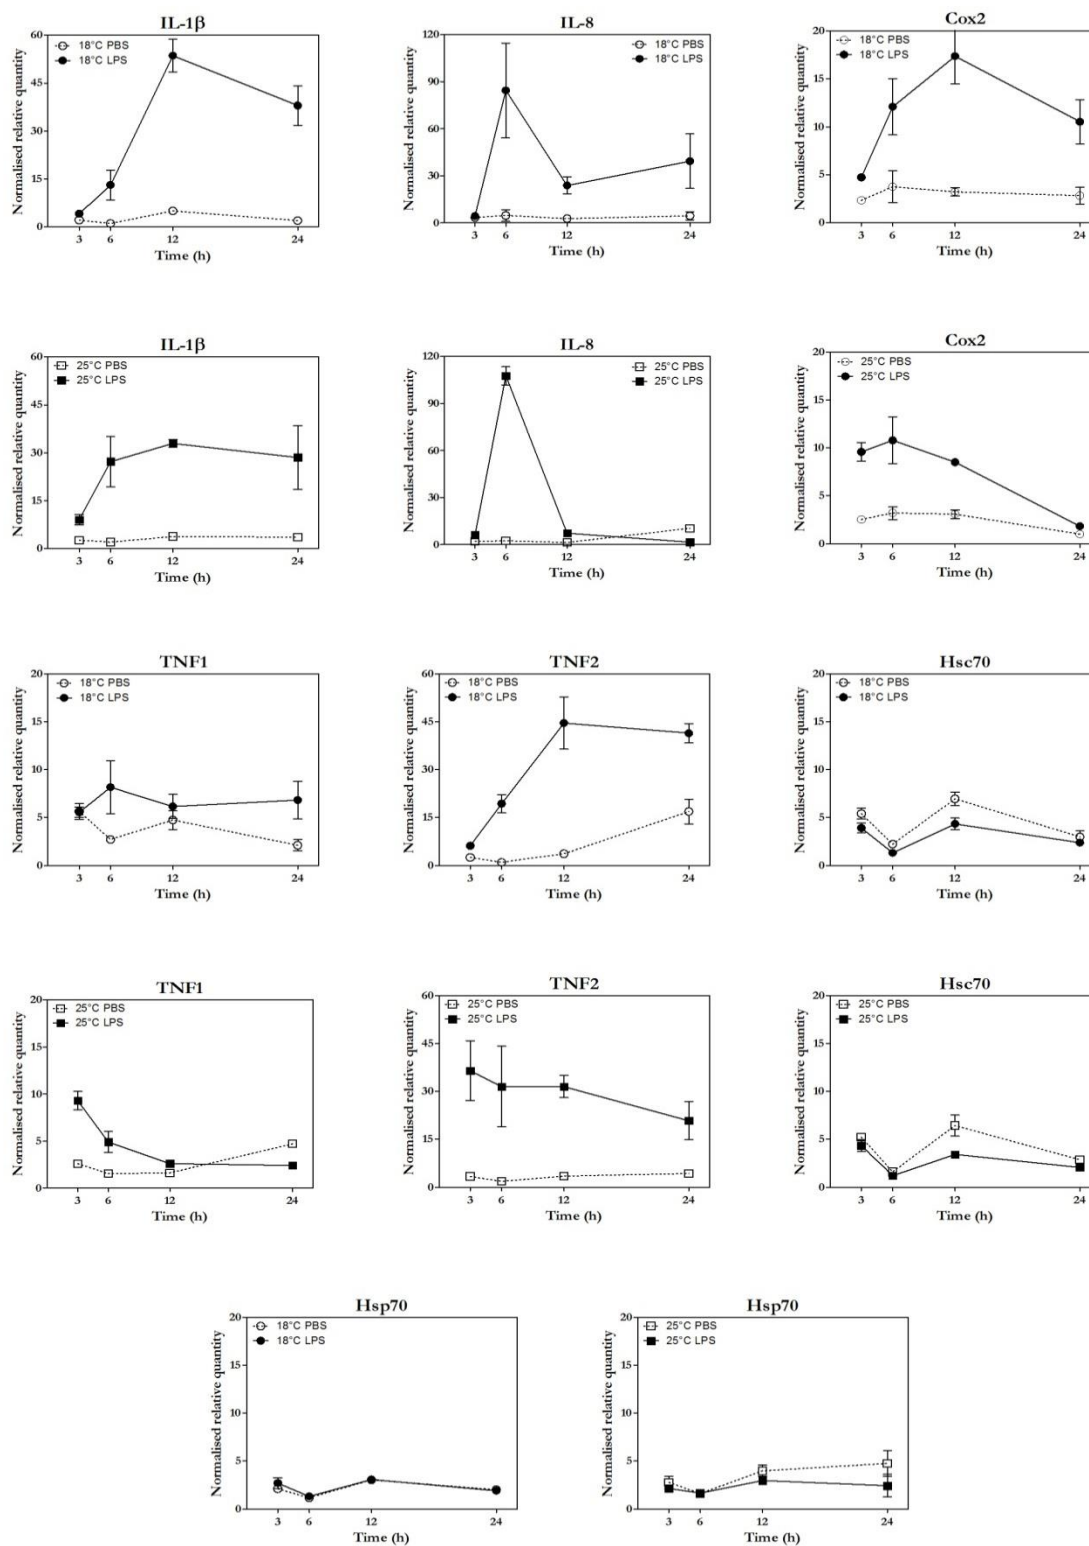 IL-1β
Normalised relative quantity
60
45
30
15
0
18°C PBS
18°C LPS
3 6 12 24
Time (h)
IL-8
Normalised relative quantity
120
90
60
30
0
18°C PBS
18°C LPS
3 6 12 24
Time (h)
Cox2
Normalised relative quantity
20
15
10
5
0
18°C PBS
18°C LPS
3 6 12 24
Time (h)
IL-1β
Normalised relative quantity
60
45
30
15
0
25°C PBS
25°C LPS
3 6 12 24
Time (h)
IL-8
Normalised relative quantity
120
90
60
30
0
25°C PBS
25°C LPS
3 6 12 24
Time (h)
Cox2
Normalised relative quantity
20
15
10
5
0
25°C PBS
25°C LPS
3 6 12 24
Time (h)
TNF1
Normalised relative quantity
20
15
10
5
0
18°C PBS
18°C LPS
3 6 12 24
Time (h)
TNF2
Normalised relative quantity
60
45
30
15
0
18°C PBS
18°C LPS
3 6 12 24
Time (h)
Hsc70
Normalised relative quantity
20
15
10
5
0
18°C PBS
18°C LPS
3 6 12 24
Time (h)
TNF1
Normalised relative quantity
20
15
10
5
0
25°C PBS
25°C LPS
3 6 12 24
Time (h)
TNF2
Normalised relative quantity
60
45
30
15
0
25°C PBS
25°C LPS
3 6 12 24
Time (h)
Hsc70
Normalised relative quantity
20
15
10
5
0
25°C PBS
25°C LPS
3 6 12 24
Time (h)
Hsp70
Normalised relative quantity
20
15
10
5
0
18°C PBS
18°C LPS
3 6 12 24
Time (h)
Hsp70
Normalised relative quantity
20
15
10
5
0
25°C PBS
25°C LPS
3 6 12 24
Time (h)